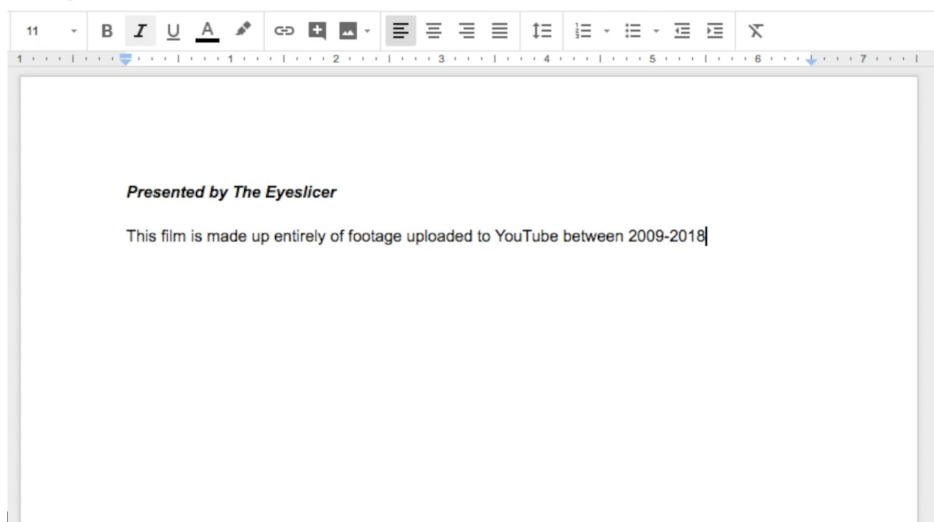 11 B I U A
1 1 2 3 4 5 6 7
Presented by The Eyeslicer
This film is made up entirely of footage uploaded to YouTube between 2009-2018